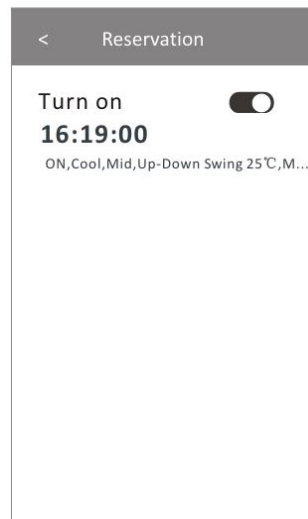 < Reservation
Turn on
16:19:00
ON,Cool,Mid,Up-Down Swing 25℃,M...